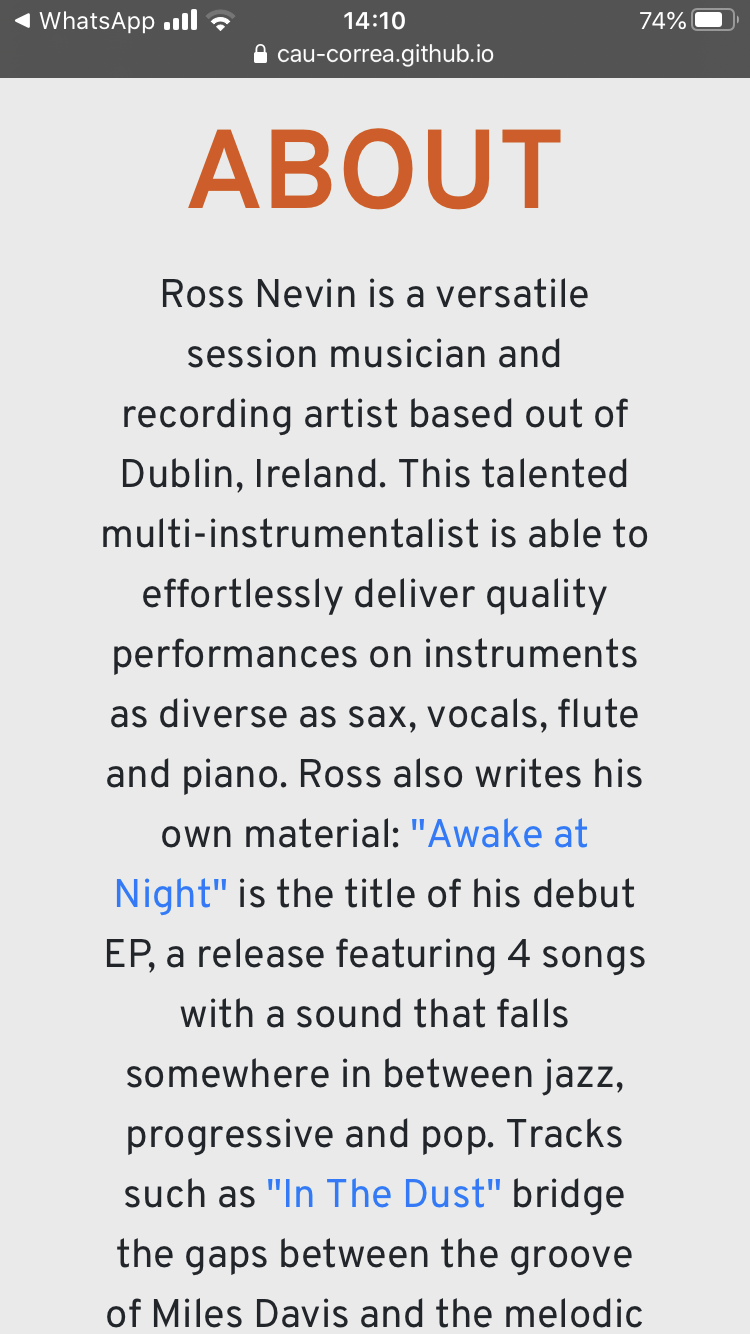 WhatsApp 14:10 74%
cau-correa.github.io
ABOUT
Ross Nevin is a versatile
session musician and
recording artist based out of
Dublin, Ireland. This talented
multi-instrumentalist is able to
effortlessly deliver quality
performances on instruments
as diverse as sax, vocals, flute
and piano. Ross also writes his
own material: "Awake at
Night" is the title of his debut
EP, a release featuring 4 songs
with a sound that falls
somewhere in between jazz,
progressive and pop. Tracks
such as "In The Dust" bridge
the gaps between the groove
of Miles Davis and the melodic